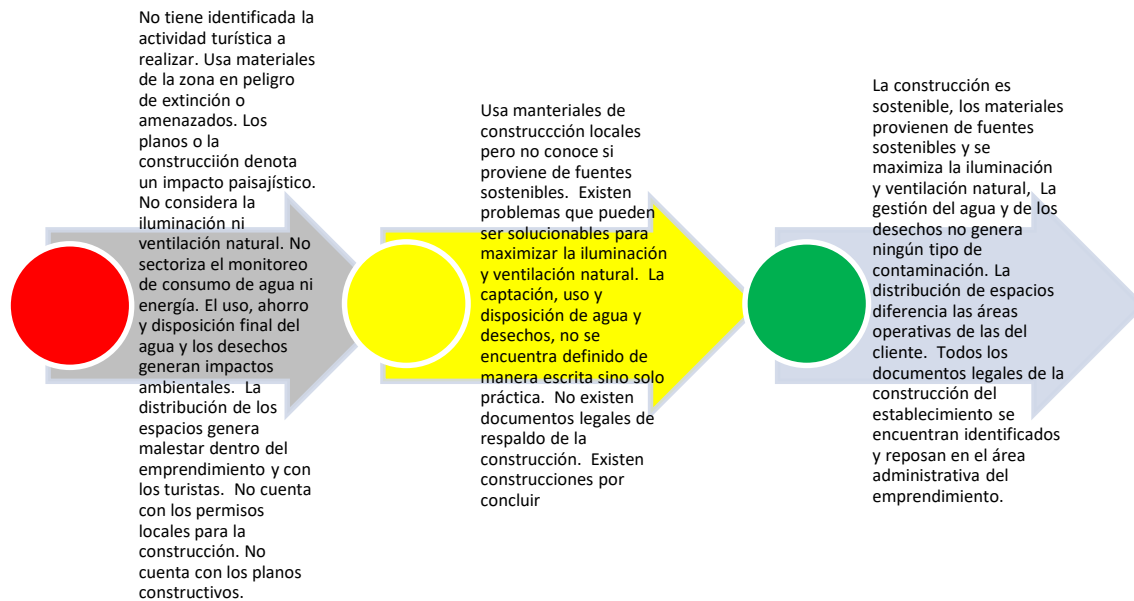 No tiene identificada la
actividad turística a
realizar. Usa materiales
de la zona en peligro
de extinción o
amenazados. Los
planos o la
construcciión denota
un impacto paisajístico.
No considera la
iluminación ni
ventilación natural. No
sectoriza el monitoreo
de consumo de agua ni
energía. El uso, ahorro
y disposición final del
agua y los desechos
generan impactos
ambientales. La
distribución de los
espacios genera
malestar dentro del
emprendimiento y con
los turistas. No cuenta
con los permisos
locales para la
construcción. No
cuenta con los planos
constructivos.
Usa manteriales de
construccción locales
pero no conoce si
proviene de fuentes
sostenibles. Existen
problemas que pueden
ser solucionables para
maximizar la iluminación
y ventilación natural. La
captación, uso y
disposición de agua y
desechos, no se
encuentra definido de
manera escrita sino solo
práctica. No existen
documentos legales de
respaldo de la
construcción. Existen
construcciones por
concluir
La construcción es
sostenible, los materiales
provienen de fuentes
sostenibles y se
maximiza la iluminación
y ventilación natural, La
gestión del agua y de los
desechos no genera
ningún tipo de
contaminación. La
distribución de espacios
diferencia las áreas
operativas de las del
cliente. Todos los
documentos legales de la
construcción del
establecimiento se
encuentran identificados
y reposan en el área
administrativa del
emprendimiento.